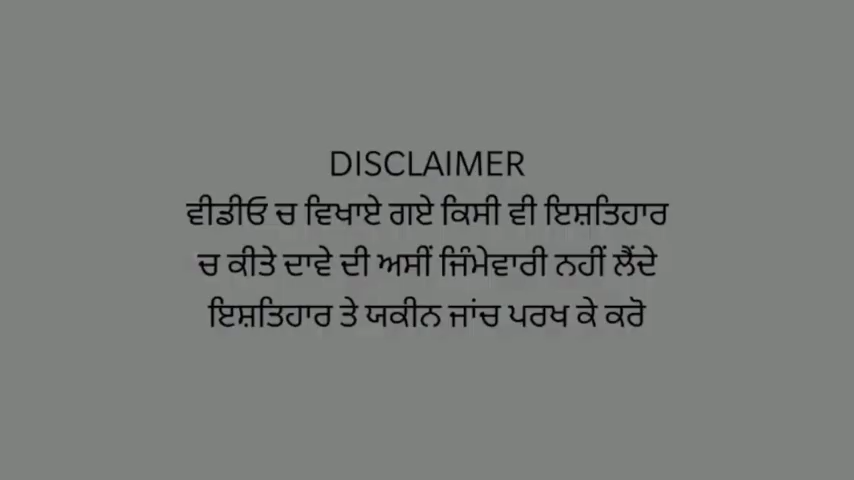 DISCLAIMER
ਵੀਡੀਓ ਚ ਵਿਖਾਏ ਗਏ ਕਿਸੀ ਵੀ ਇਸ਼ਤਿਹਾਰ
ਚ ਕੀਤੇ ਦਾਵੇ ਦੀ ਅਸੀਂ ਜਿੰਮੇਵਾਰੀ ਨਹੀਂ ਲੈਂਦੇ
ਇਸ਼ਤਿਹਾਰ ਤੇ ਯਕੀਨ ਜਾਂਚ ਪਰਖ ਕੇ ਕਰੋ